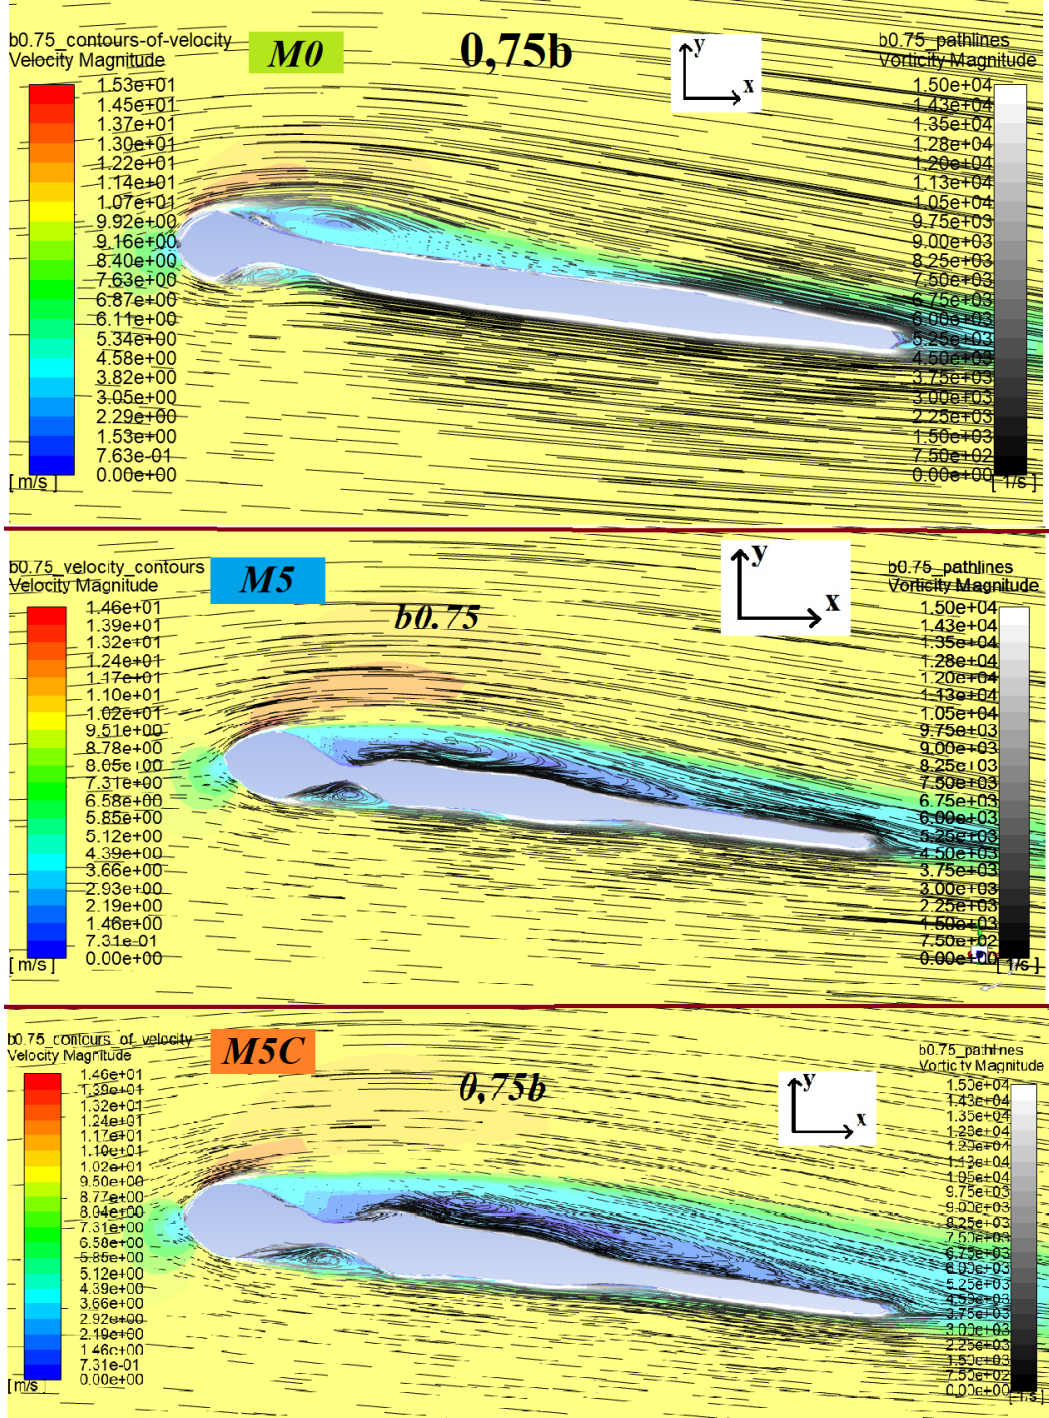 b0.75_contours-of-velocity
Velocity Magnitude
M0
0,75b
y
x
b0.75_pathlines
Vorticity Magnitude
1.53e+01
1.45e+01
1.37e+01
1.30e+01
1.22e+01
1.14e+01
1.07e+01
9.92e+00
9.16e+00
8.40e+00
7.63e+00
6.87e+00
6.11e+00
5.34e+00
4.58e+00
3.82e+00
3.05e+00
2.29e+00
1.53e+00
7.63e-01
0.00e+00
[ m/s ]
1.50e+04
1.43e+04
1.35e+04
1.28e+04
1.20e+04
1.13e+04
1.05e+04
9.75e+03
9.00e+03
8.25e+03
7.50e+03
6.75e+03
6.00e+03
5.25e+03
4.50e+03
3.75e+03
3.00e+03
2.25e+03
1.50e+03
7.50e+02
0.00e+00
[ 1/s ]
b0.75_velocity_contours
Velocity Magnitude
M5
b0.75
y
x
b0.75_pathlines
Vorticity Magnitude
1.46e+01
1.39e+01
1.32e+01
1.24e+01
1.17e+01
1.10e+01
1.02e+01
9.51e+00
8.78e+00
8.05e+00
7.31e+00
6.58e+00
5.85e+00
5.12e+00
4.39e+00
3.66e+00
2.93e+00
2.19e+00
1.46e+00
7.31e-01
0.00e+00
[ m/s ]
1.50e+04
1.43e+04
1.35e+04
1.28e+04
1.20e+04
1.13e+04
1.05e+04
9.75e+03
9.00e+03
8.25e+03
7.50e+03
6.75e+03
6.00e+03
5.25e+03
4.50e+03
3.75e+03
3.00e+03
2.25e+03
1.50e+03
7.50e+02
0.00e+00
[ 1/s ]
b0.75_contours_of_velocity
Velocity Magnitude
M5C
0,75b
y
x
b0.75_pathlines
Vorticity Magnitude
1.46e+01
1.39e+01
1.32e+01
1.24e+01
1.17e+01
1.10e+01
1.02e+01
9.50e+00
8.77e+00
8.04e+00
7.31e+00
6.58e+00
5.85e+00
5.12e+00
4.39e+00
3.66e+00
2.92e+00
2.19e+00
1.46e+00
7.31e-01
0.00e+00
[m/s ]
1.50e+04
1.43e+04
1.35e+04
1.28e+04
1.20e+04
1.13e+04
1.05e+04
9.75e+03
9.00e+03
8.25e+03
7.50e+03
6.75e+03
6.00e+03
5.25e+03
4.50e+03
3.75e+03
3.00e+03
2.25e+03
1.50e+03
7.50e+02
0.00e+00
[ 1/s ]